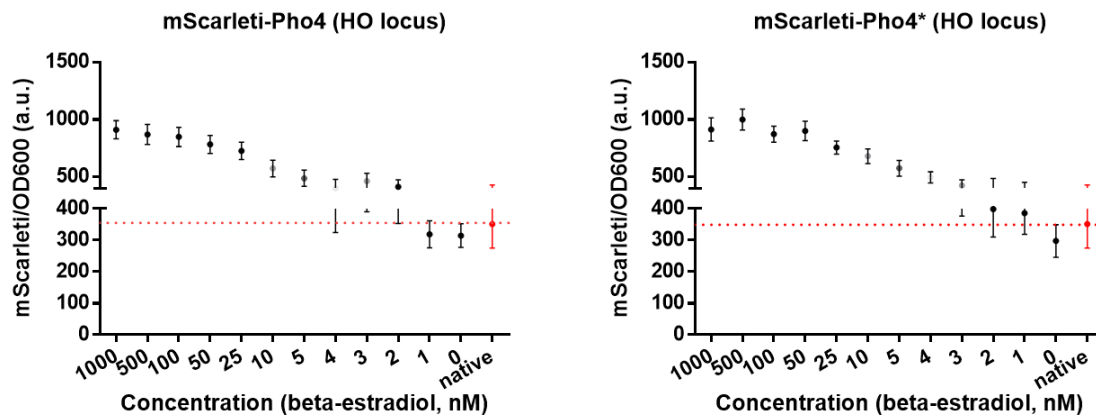 mScarleti-Pho4 (HO locus)
mScarleti/OD600 (a.u.)
1500
1000
500
400
300
200
100
0
1000 500 100 50 25 10 5 4 3 2 1 0 native
Concentration (beta-estradiol, nM)
mScarleti-Pho4* (HO locus)
mScarleti/OD600 (a.u.)
1500
1000
500
400
300
200
100
0
1000 500 100 50 25 10 5 4 3 2 1 0 native
Concentration (beta-estradiol, nM)